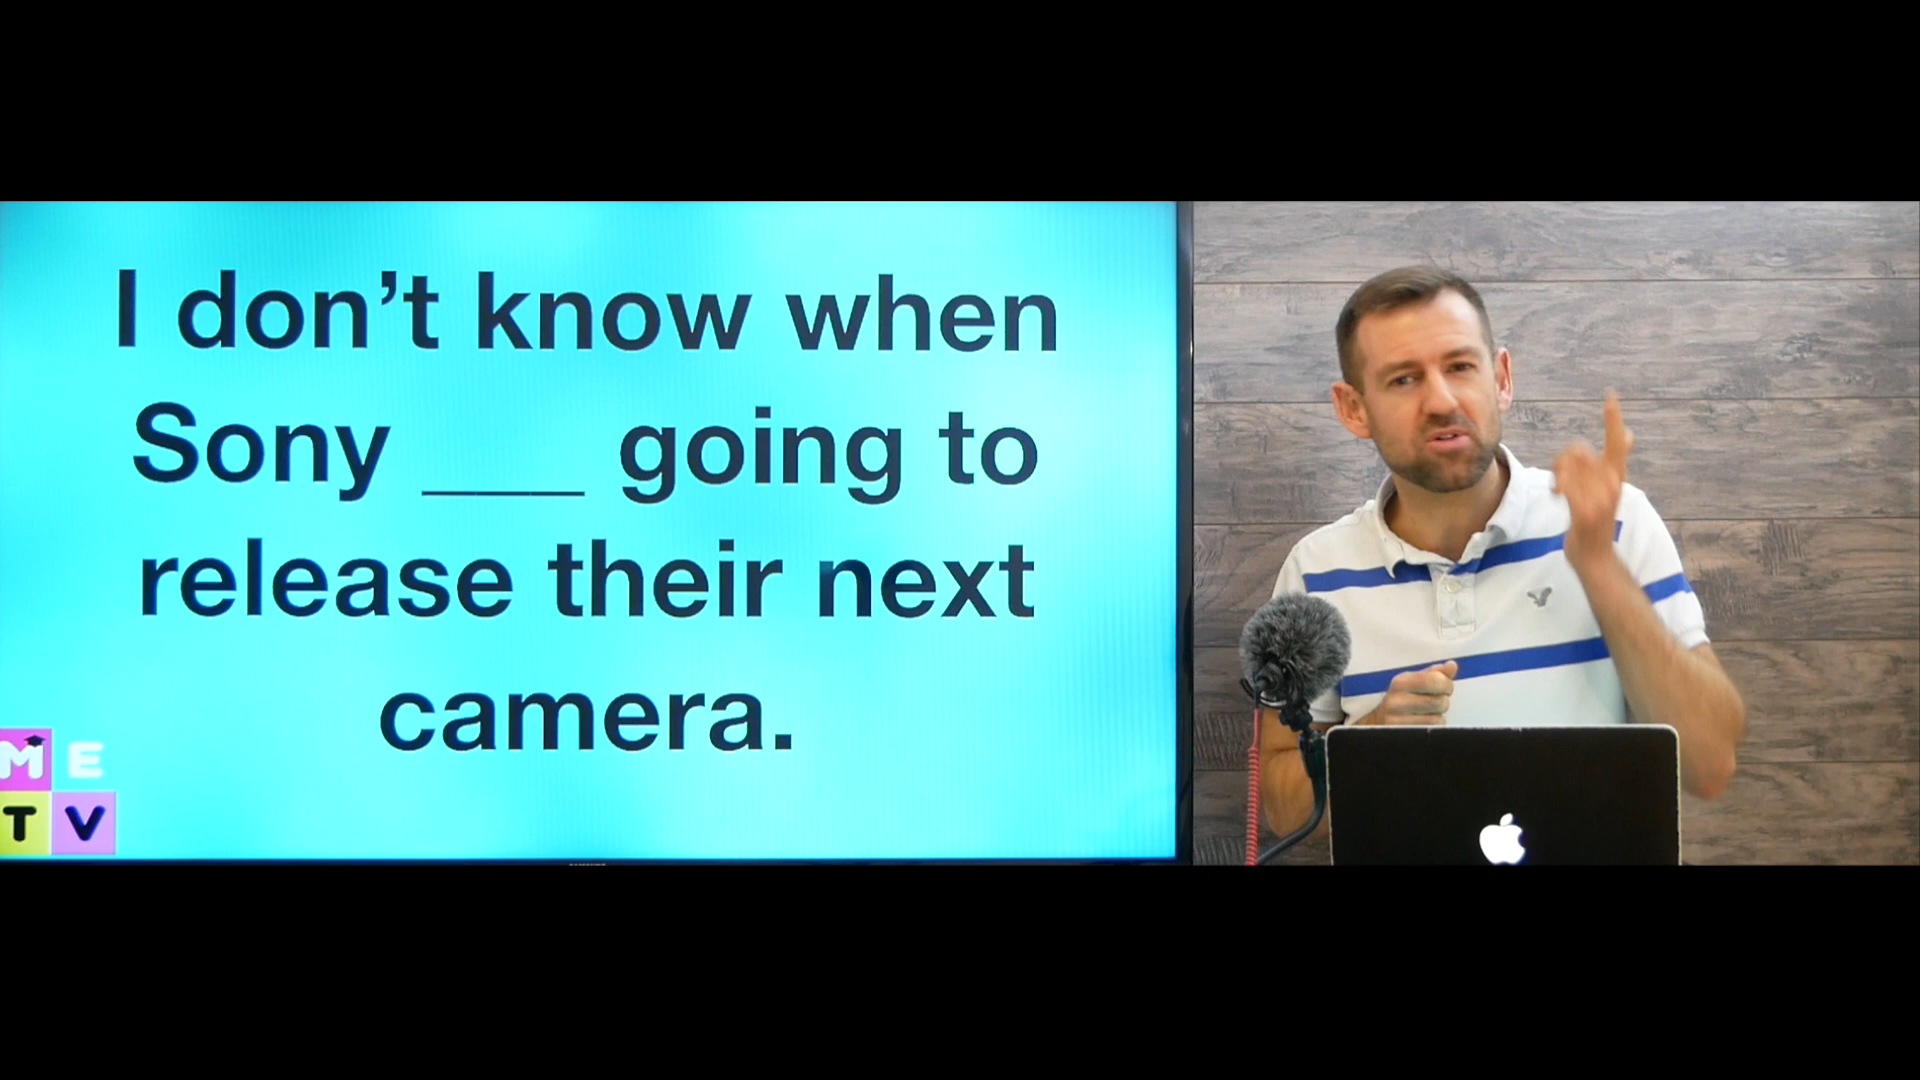 I don’t know when
Sony ___ going to
release their next
camera.
M E
T V